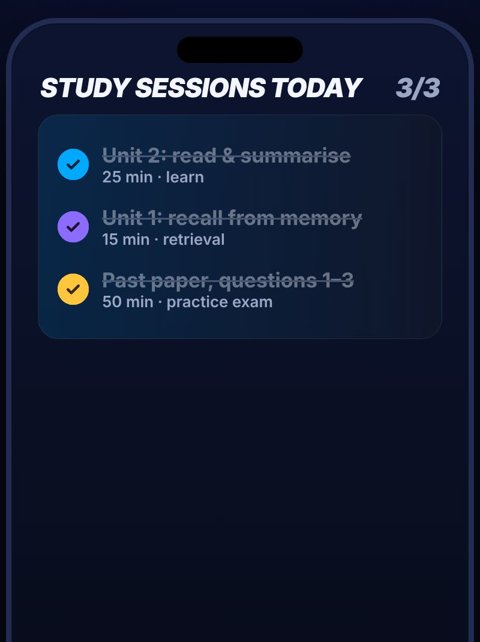 STUDY SESSIONS TODAY 3/3
Unit 2: read & summarise
25 min · learn
Unit 1: recall from memory
15 min · retrieval
Past paper, questions 1–3
50 min · practice exam